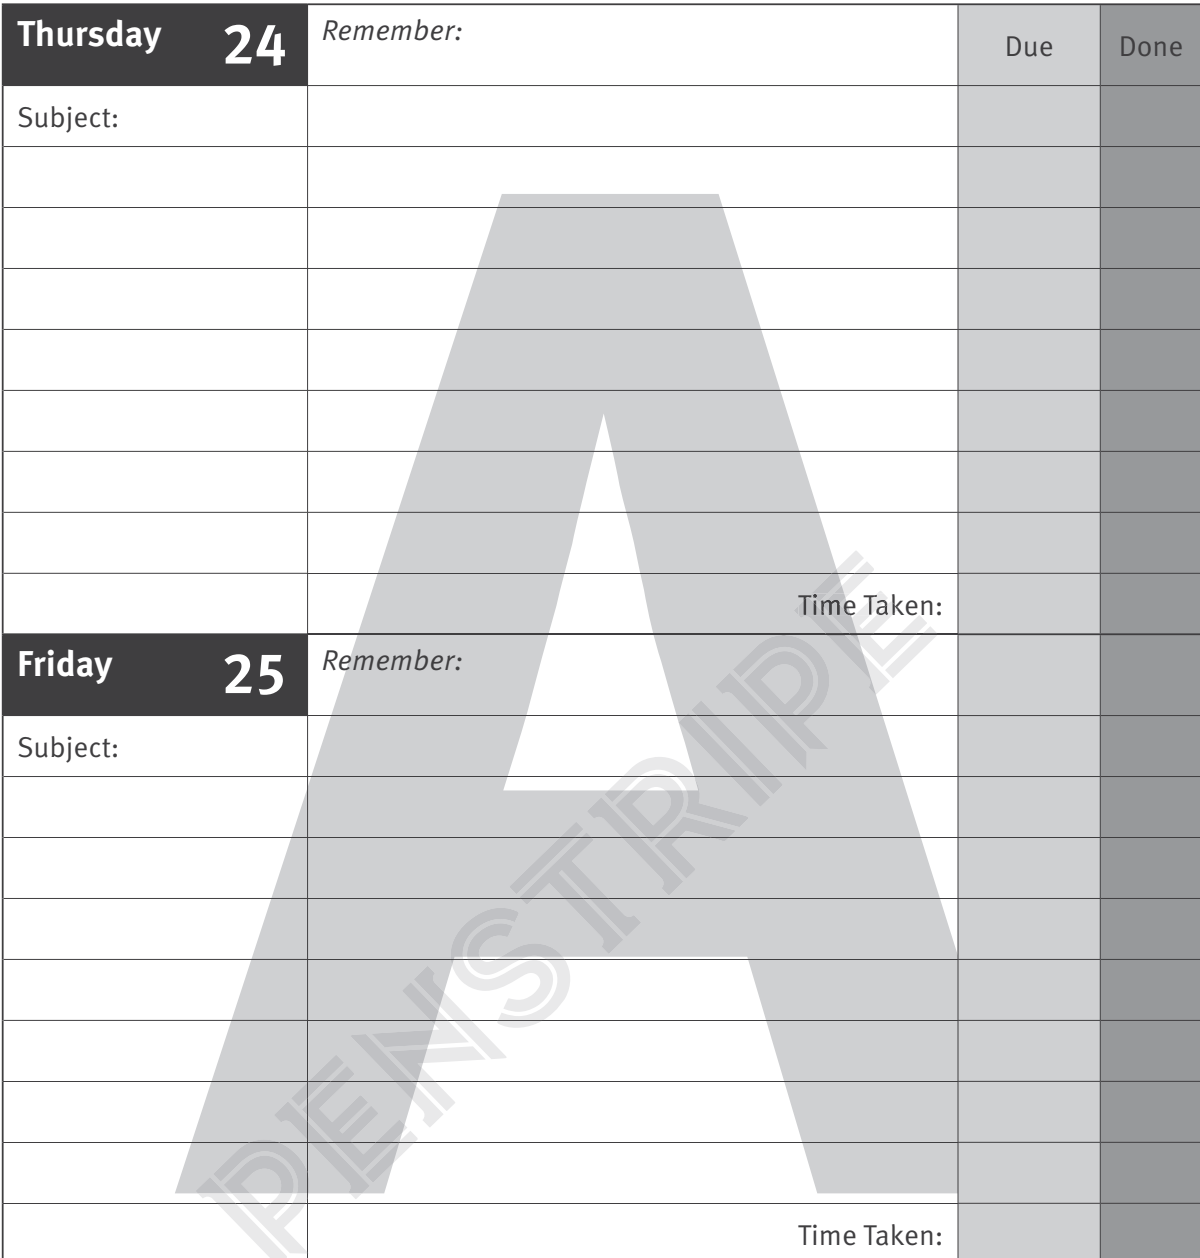 Thursday 24 Remember: Due Done
Subject:
Time Taken:
Friday 25 Remember:
Subject:
Time Taken:
A
PENSTRIPE